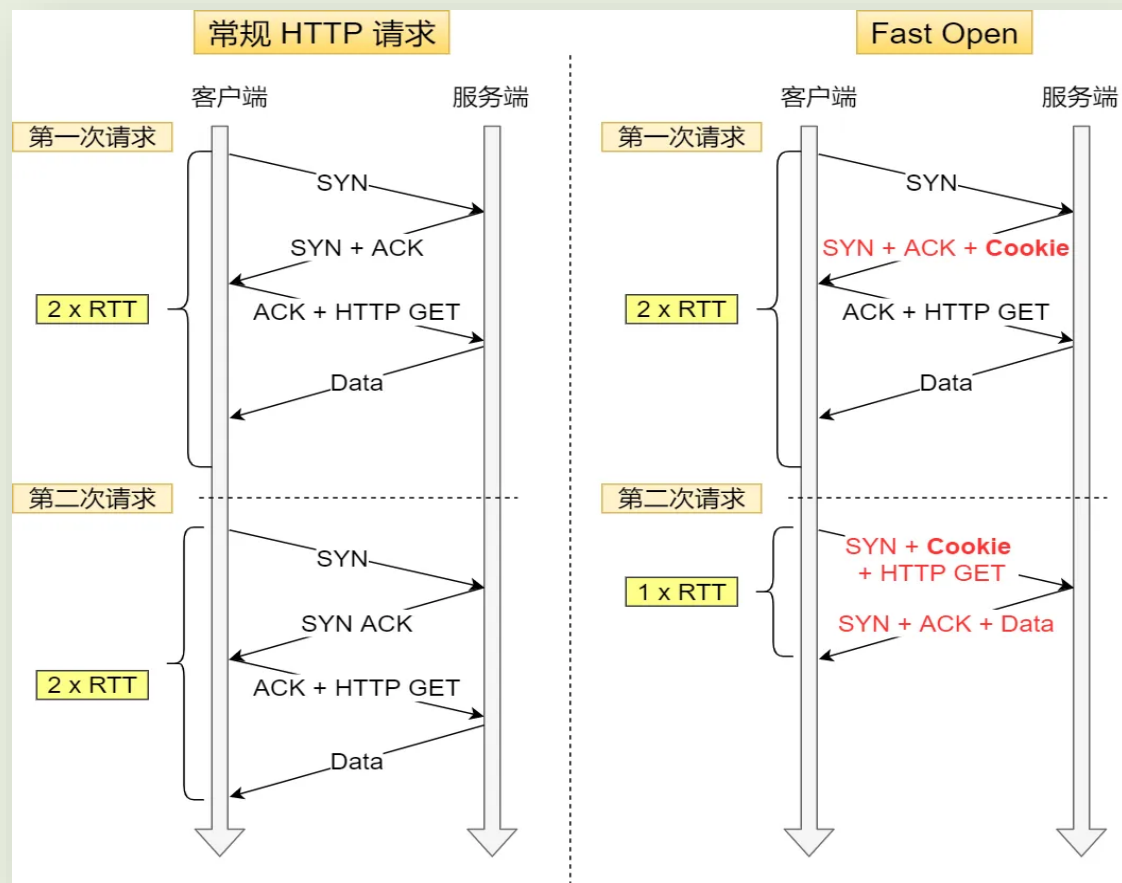 常规 HTTP 请求
客户端
服务端
第一次请求
SYN
SYN + ACK
2 x RTT
ACK + HTTP GET
Data
第二次请求
SYN
SYN ACK
2 x RTT
ACK + HTTP GET
Data
Fast Open
客户端
服务端
第一次请求
SYN
SYN + ACK + Cookie
2 x RTT
ACK + HTTP GET
Data
第二次请求
SYN + Cookie
+ HTTP GET
1 x RTT
SYN + ACK + Data